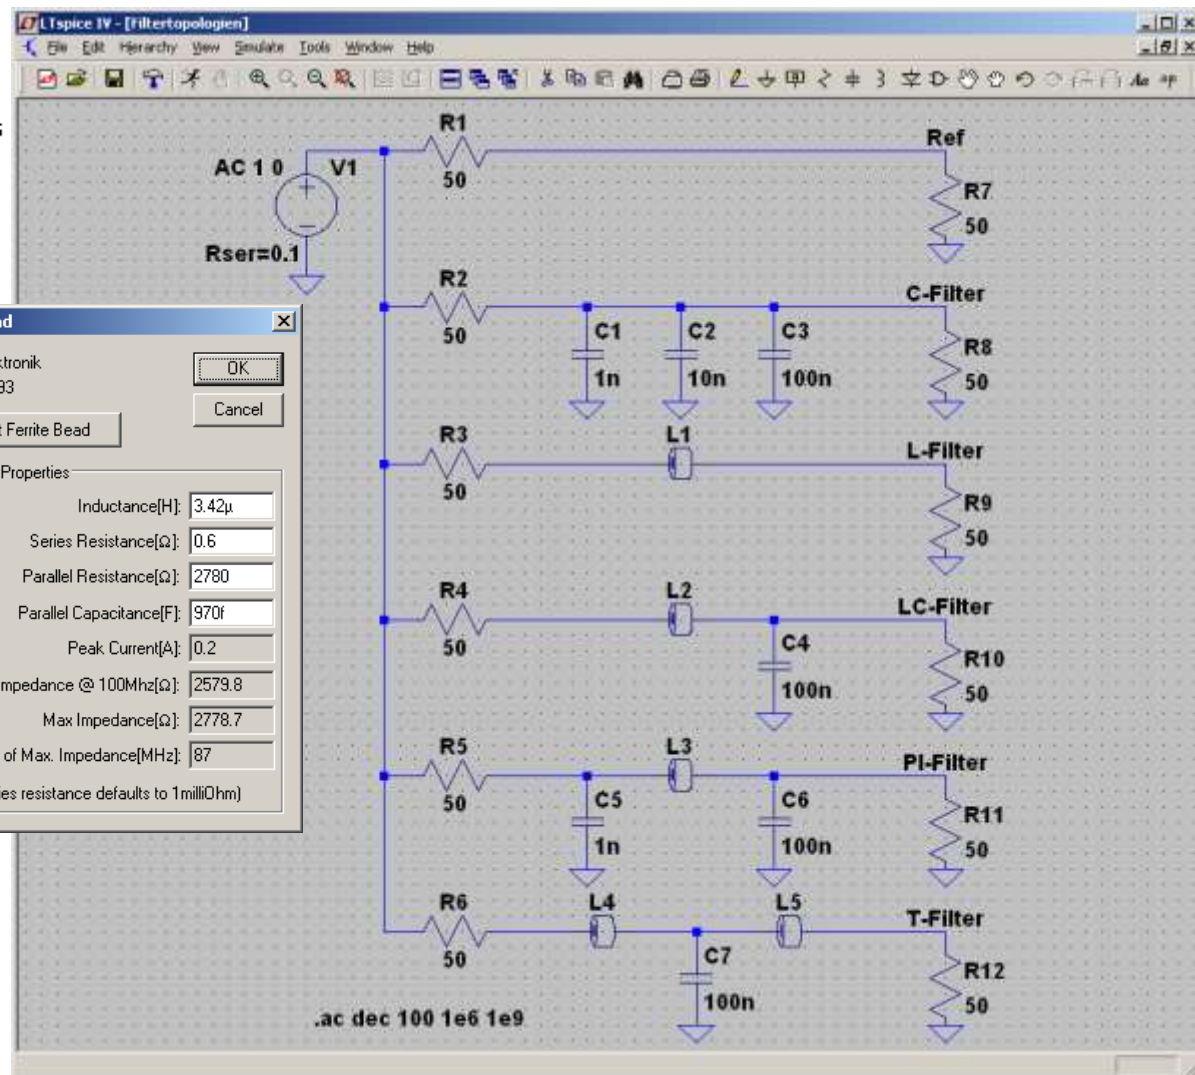 LTspice IV - [Filtertopologien]
File Edit Hierarchy View Simulate Tools Window Help
R1
50
Ref
AC 1 0
V1
Rser=0.1
R7
50
R2
50
C-Filter
C1
1n
C2
10n
C3
100n
R8
50
R3
50
L1
L-Filter
R9
50
R4
50
L2
LC-Filter
C4
100n
R10
50
R5
50
L3
PI-Filter
C5
1n
C6
100n
R11
50
R6
50
L4
L5
T-Filter
C7
100n
R12
50
.ac dec 100 1e6 1e9
OK
Cancel
Ferrite Bead
Properties
Inductance[H]: 3.42µ
Series Resistance[Ω]: 0.6
Parallel Resistance[Ω]: 2780
Parallel Capacitance[F]: 970f
Peak Current[A]: 0.2
mpedance @ 100Mhz[Ω]: 2579.8
Max Impedance[Ω]: 2778.7
of Max. Impedance[MHz]: 87
ies resistance defaults to 1milliOhm)